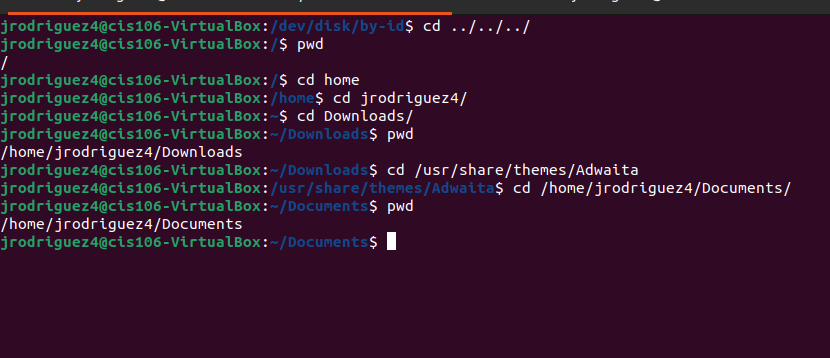 jrodriguez4@cis106-VirtualBox:/dev/disk/by-id$ cd ../../../
jrodriguez4@cis106-VirtualBox:/$ pwd
/
jrodriguez4@cis106-VirtualBox:/$ cd home
jrodriguez4@cis106-VirtualBox:/home$ cd jrodriguez4/
jrodriguez4@cis106-VirtualBox:~$ cd Downloads/
jrodriguez4@cis106-VirtualBox:~/Downloads$ pwd
/home/jrodriguez4/Downloads
jrodriguez4@cis106-VirtualBox:~/Downloads$ cd /usr/share/themes/Adwaita
jrodriguez4@cis106-VirtualBox:/usr/share/themes/Adwaita$ cd /home/jrodriguez4/Documents/
jrodriguez4@cis106-VirtualBox:~/Documents$ pwd
/home/jrodriguez4/Documents
jrodriguez4@cis106-VirtualBox:~/Documents$